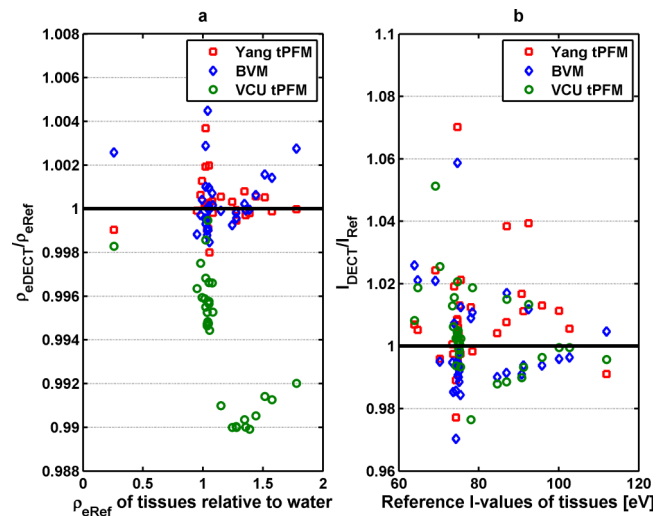 a
1.008
1.006
1.004
1.002
1
0.998
0.996
0.994
0.992
0.99
0.988
ρeDECT/ρeRef
Yang tPFM
BVM
VCU tPFM
0 0.5 1 1.5 2
ρeRef of tissues relative to water
b
1.1
1.08
1.06
1.04
1.02
1
0.98
0.96
IDECT/IRef
Yang tPFM
BVM
VCU tPFM
60 80 100 120
Reference I-values of tissues [eV]